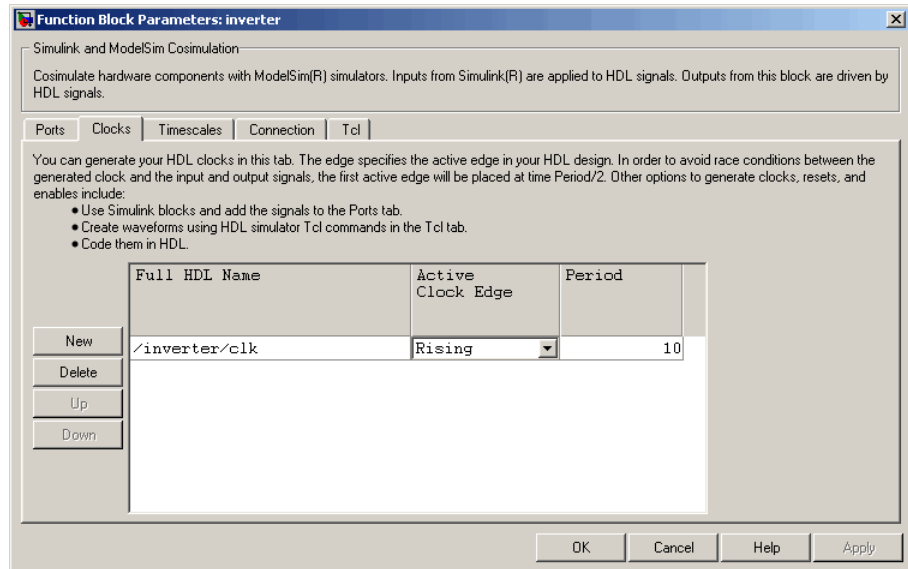 Function Block Parameters: inverter
Simulink and ModelSim Cosimulation
Cosimulate hardware components with ModelSim(R) simulators. Inputs from Simulink(R) are applied to HDL signals. Outputs from this block are driven by
HDL signals.
Ports Clocks Timescales Connection Tcl
You can generate your HDL clocks in this tab. The edge specifies the active edge in your HDL design. In order to avoid race conditions between the
generated clock and the input and output signals, the first active edge will be placed at time Period/2. Other options to generate clocks, resets, and
enables include:
• Use Simulink blocks and add the signals to the Ports tab.
• Create waveforms using HDL simulator Tcl commands in the Tcl tab.
• Code them in HDL.
Full HDL Name Active Period
Clock Edge
New /inverter/clk Rising 10
Delete
Up
Down
OK Cancel Help Apply